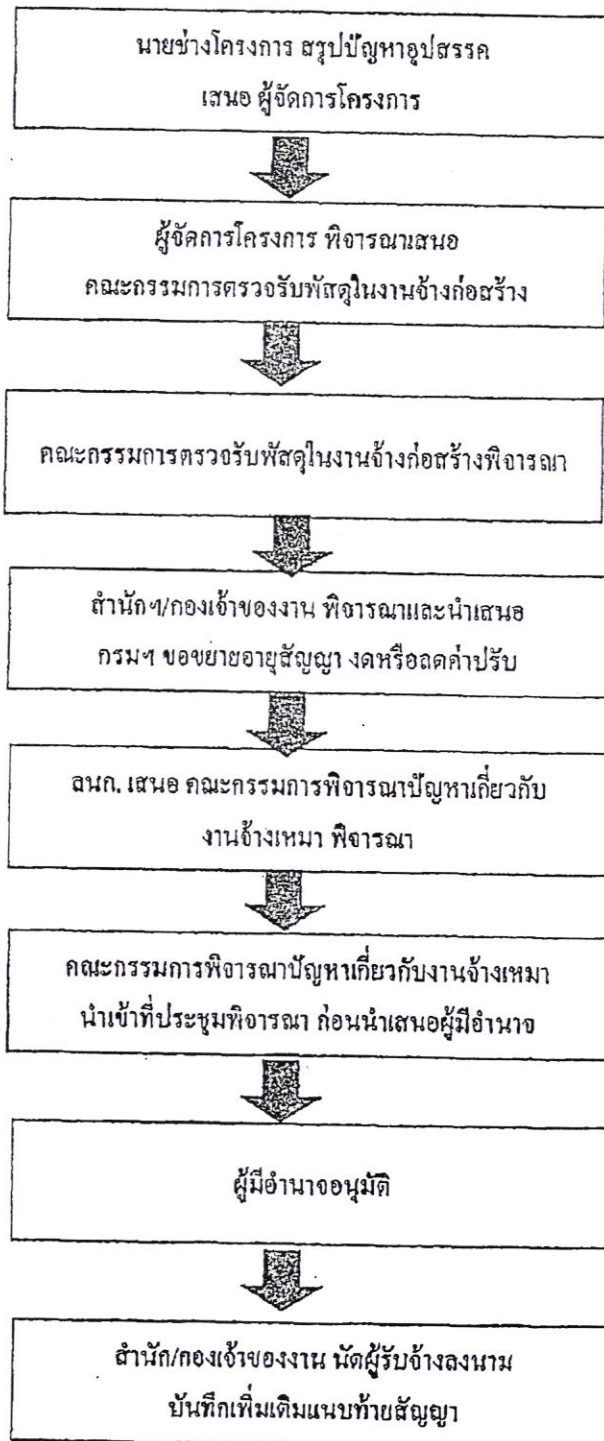 นายช่างโครงการ สรุปปัญหาอุปสรรค
เสนอ ผู้จัดการโครงการ
ผู้จัดการโครงการ พิจารณาเสนอ
คณะกรรมการตรวจรับพัสดุในงานจ้างก่อสร้าง
คณะกรรมการตรวจรับพัสดุในงานจ้างก่อสร้างพิจารณา
สำนักฯ/กองเจ้าของงาน พิจารณาและนำเสนอ
กรมฯ ขอขยายอายุสัญญา งดหรือลดค่าปรับ
ลนก. เสนอ คณะกรรมการพิจารณาปัญหาเกี่ยวกับ
งานจ้างเหมา พิจารณา
คณะกรรมการพิจารณาปัญหาเกี่ยวกับงานจ้างเหมา
นำเข้าที่ประชุมพิจารณา ก่อนนำเสนอผู้มีอำนาจ
ผู้มีอำนาจอนุมัติ
สำนัก/กองเจ้าของงาน นัดผู้รับจ้างลงนาม
บันทึกเพิ่มเติมแนบท้ายสัญญา